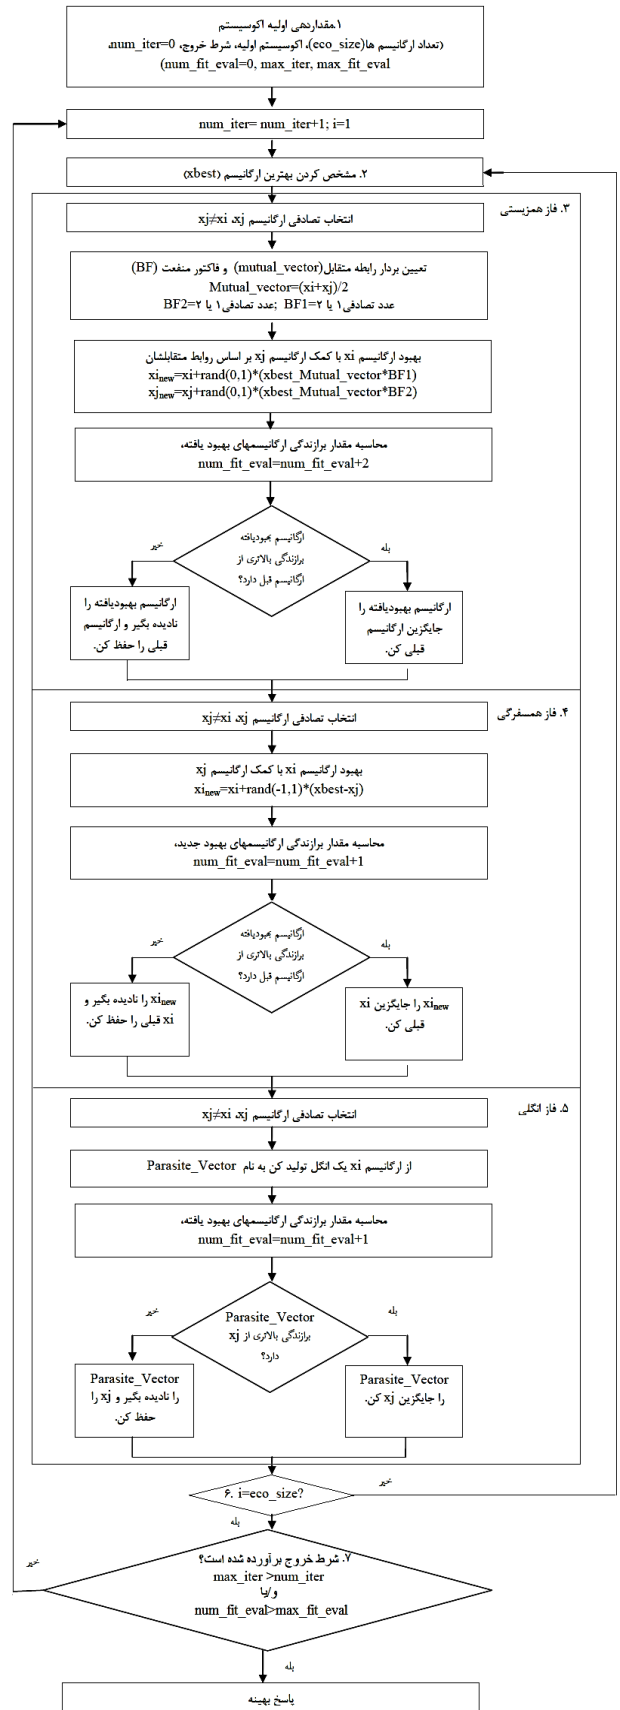 ۱.مقداردهی اولیه اکوسیستم
(تعداد ارگانیسم ها(eco_size)، اکوسیستم اولیه، شرط خروج، num_iter=0،
num_fit_eval=0, max_iter, max_fit_eval)
num_iter= num_iter+1; i=1
۲. مشخص کردن بهترین ارگانیسم (xbest)
۳. فاز همزیستی
انتخاب تصادفی ارگانیسم xj≠xi ،xj
تعیین بردار رابطه متقابل(mutual_vector) و فاکتور منفعت (BF)
Mutual_vector=(xi+xj)/2
عدد تصادفی۱ یا ۲=BF1 ;عدد تصادفی۱ یا ۲=BF2
بهبود ارگانیسم xi با کمک ارگانیسم xj بر اساس روابط متقابلشان
xi_new=xi+rand(0,1)*(xbest_Mutual_vector*BF1)
xj_new=xj+rand(0,1)*(xbest_Mutual_vector*BF2)
محاسبه مقدار برازندگی ارگانیسمهای بهبود یافته،
num_fit_eval=num_fit_eval+2
ارگانیسم بهبودیافته
برازندگی بالاتری از
ارگانیسم قبل دارد؟
بله
خیر
ارگانیسم بهبودیافته را
جایگزین ارگانیسم
قبلی کن.
ارگانیسم بهبودیافته را
نادیده بگیر و ارگانیسم
قبلی را حفظ کن.
۴. فاز همسفرگی
انتخاب تصادفی ارگانیسم xj≠xi ،xj
بهبود ارگانیسم xi با کمک ارگانیسم xj
xi_new=xi+rand(-1,1)*(xbest-xj)
محاسبه مقدار برازندگی ارگانیسمهای بهبود جدید،
num_fit_eval=num_fit_eval+1
ارگانیسم بهبودیافته
برازندگی بالاتری از
ارگانیسم قبل دارد؟
بله
خیر
xi_new را جایگزین xi
قبلی کن.
xi_new را نادیده بگیر و
xi قبلی را حفظ کن.
۵. فاز انگلی
انتخاب تصادفی ارگانیسم xj≠xi ،xj
از ارگانیسم xi یک انگل تولید کن به نام Parasite_Vector
محاسبه مقدار برازندگی ارگانیسمهای بهبود یافته،
num_fit_eval=num_fit_eval+1
Parasite_Vector
برازندگی بالاتری از xj
دارد؟
بله
خیر
Parasite_Vector
را جایگزین xj کن.
Parasite_Vector
را نادیده بگیر و xj را
حفظ کن.
۶. i=eco_size?
خیر
بله
۷. شرط خروج برآورده شده است؟
max_iter >num_iter
و/یا
num_fit_eval>max_fit_eval
خیر
بله
پاسخ بهینه